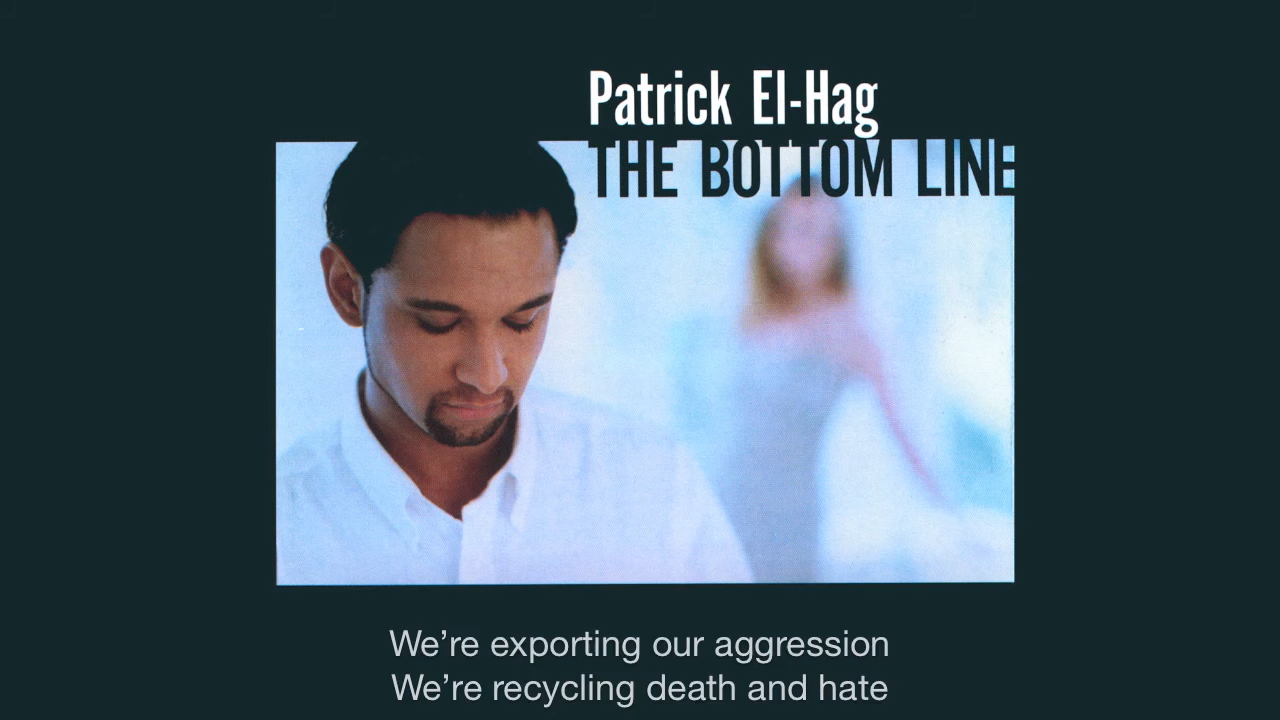 Patrick El-Hag
THE BOTTOM LINE
We’re exporting our aggression
We’re recycling death and hate